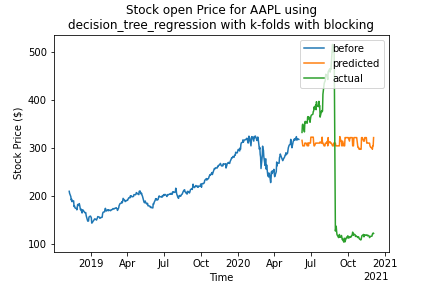 Stock open Price for AAPL using
decision_tree_regression with k-folds with blocking
before
predicted
actual
Stock Price ($)
500
400
300
200
100
2019
Apr
Jul
Oct
2020
Apr
Jul
Oct
2021
Time
2021